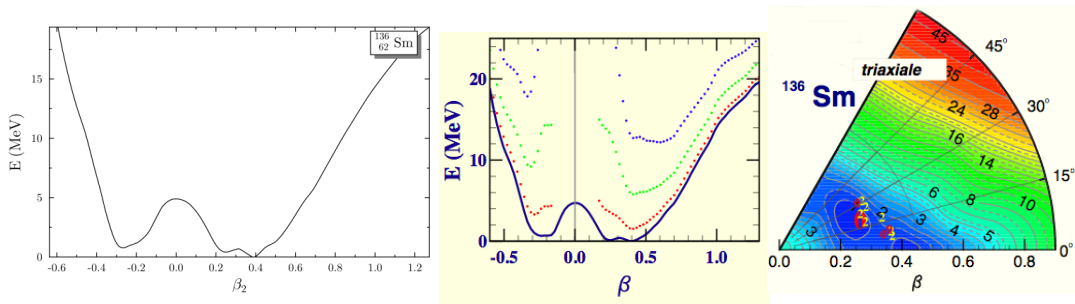 136
62 Sm
E (MeV)
15
10
5
0
-0.6 -0.4 -0.2 0.0 0.2 0.4 0.6 0.8 1.0 1.2
β2
E (MeV)
20
10
0
-0.5 0.0 0.5 1.0
β
triaxiale
136 Sm
45 35 28 24 16 14 10 8 6 5 4 3 2 3
45°
30°
15°
0°
0.0 0.2 0.4 0.6 0.8
β